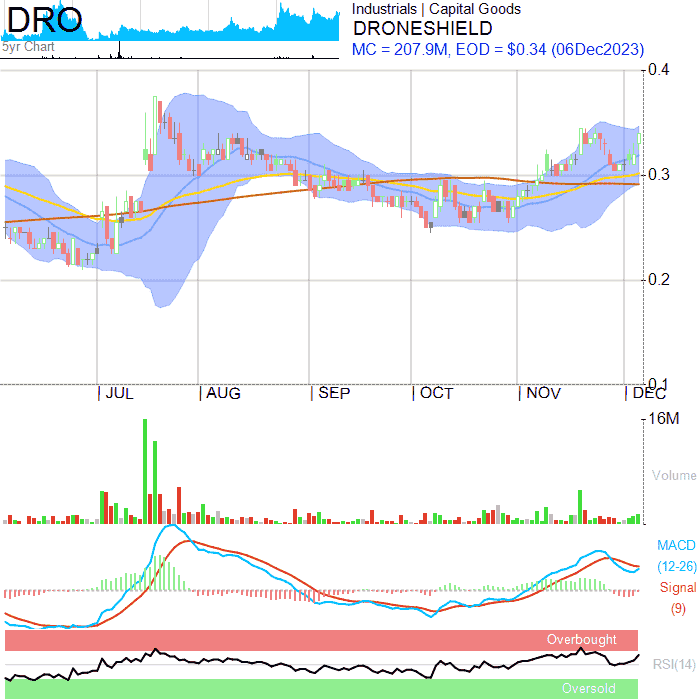 DRO
5yr Chart
Industrials | Capital Goods
DRONESHIELD
MC = 207.9M, EOD = $0.34 (06Dec2023)
0.4
0.3
0.2
0.1
JUL AUG SEP OCT NOV DEC
16M
Volume
MACD
(12-26)
Signal
(9)
Overbought
RSI(14)
Oversold